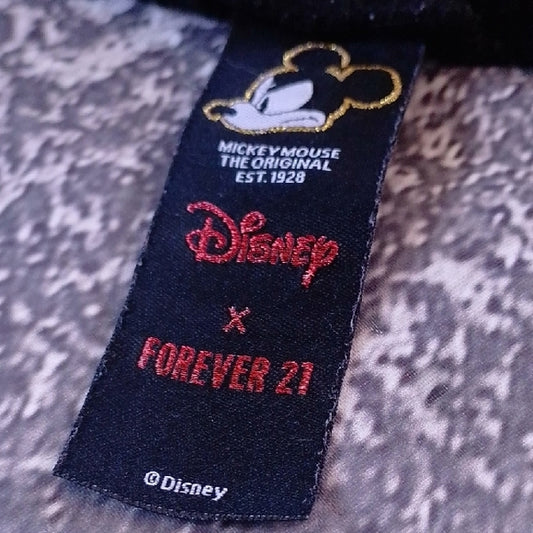 MICKEY MOUSE
THE ORIGINAL
EST. 1928
Disney
X
FOREVER 21
©Disney